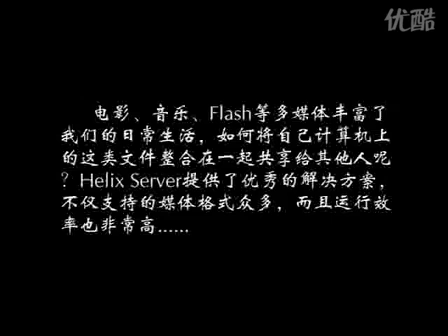 优酷
电影、音乐、Flash等多媒体丰富了
我们的日常生活，如何将自己计算机上
的这类文件整合在一起共享给其他人呢
？Helix Server提供了优秀的解决方案，
不仅支持的媒体格式众多，而且运行效
率也非常高......